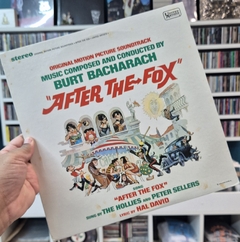 stereo
UNITED ARTISTS
ORIGINAL MOTION PICTURE SOUNDTRACK
MUSIC COMPOSED AND CONDUCTED BY
BURT BACHARACH
"AFTER THE FOX"
"AFTER THE FOX"
SUNG BY THE HOLLIES AND PETER SELLERS
LYRIC BY HAL DAVID